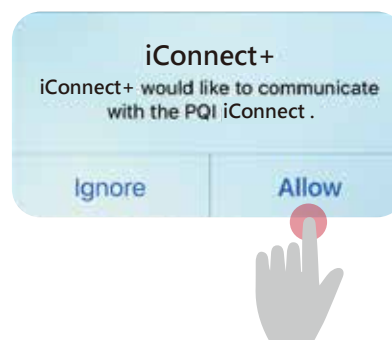 iConnect+
iConnect+ would like to communicate
with the PQI iConnect .
Ignore
Allow